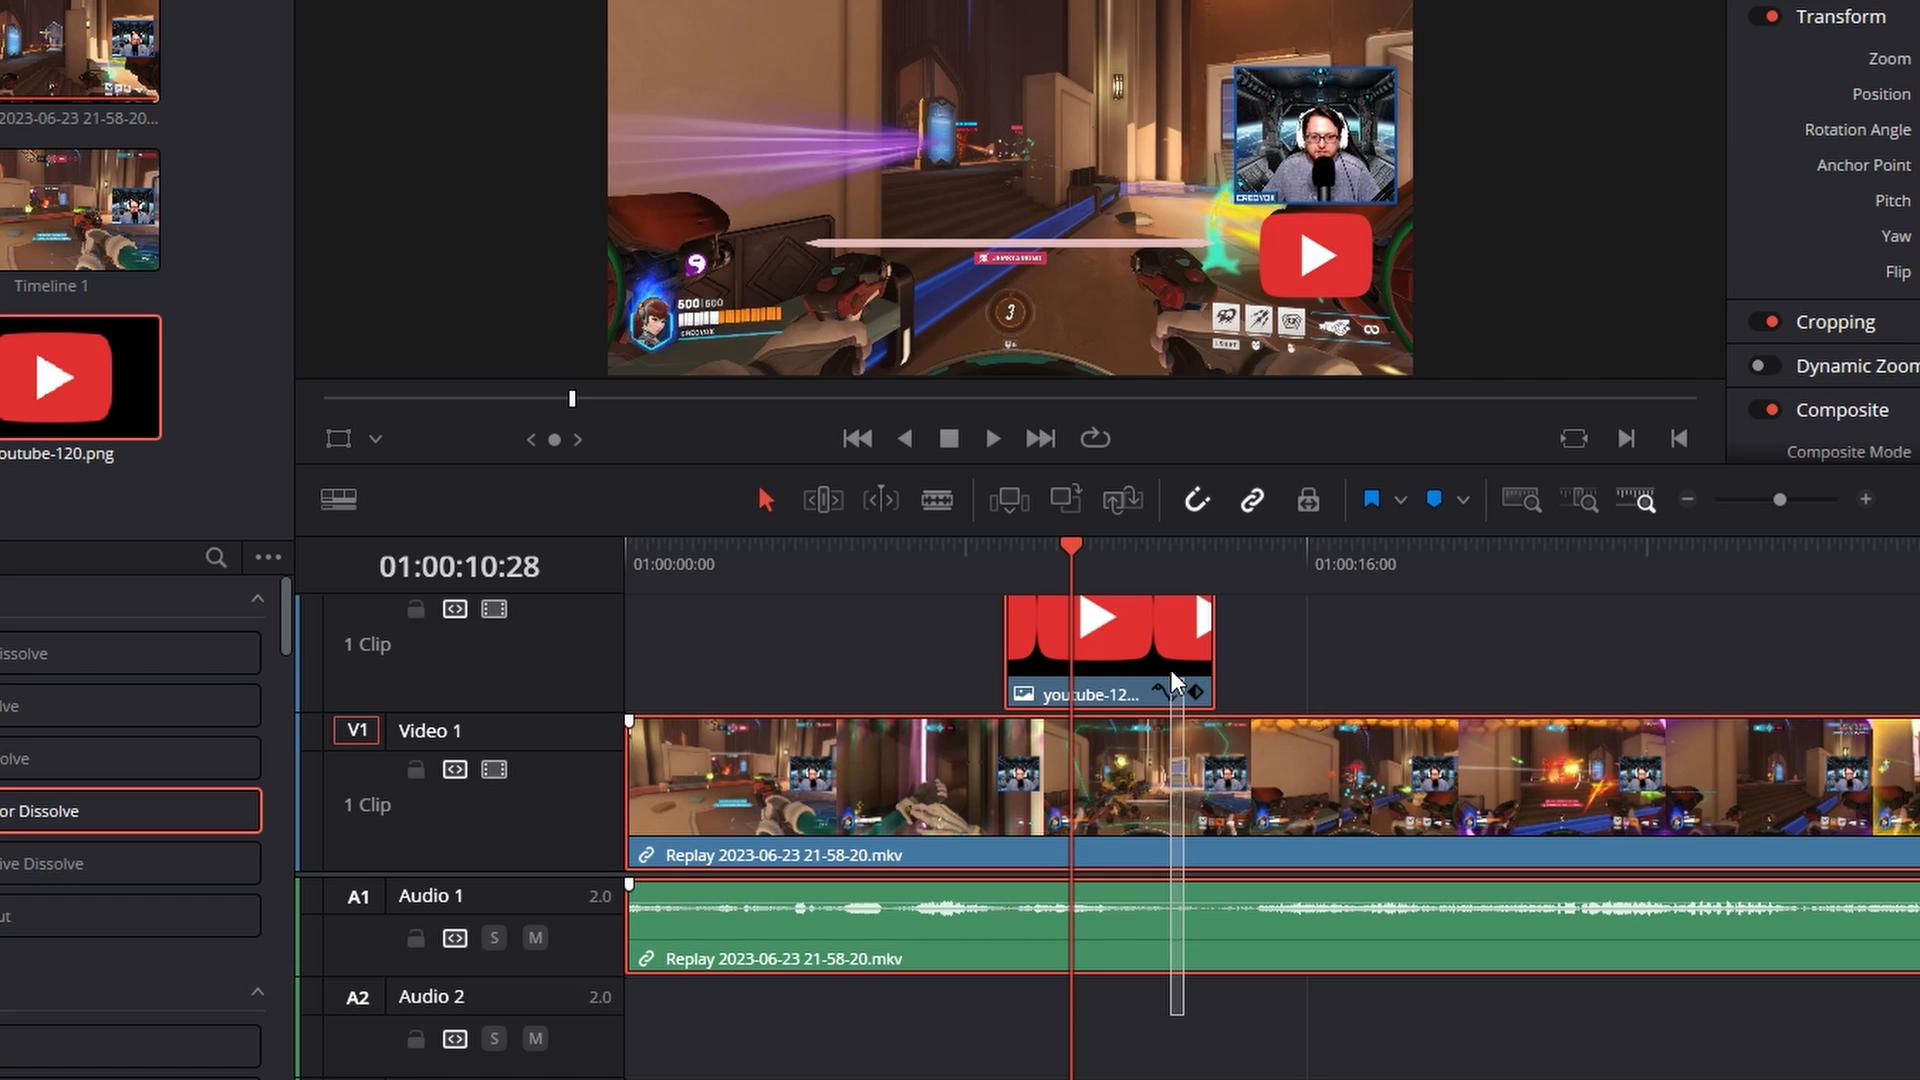 2023-06-23 21-58-20...
Timeline 1
outube-120.png
issolve
lve
olve
or Dissolve
ive Dissolve
ut
CREOVOX
500|600
CREOVOX
3
Transform
Zoom
Position
Rotation Angle
Anchor Point
Pitch
Yaw
Flip
Cropping
Dynamic Zoom
Composite
Composite Mode
01:00:10:28
01:00:00:00
01:00:16:00
1 Clip
youtube-12...
V1
Video 1
1 Clip
Replay 2023-06-23 21-58-20.mkv
A1
Audio 1
2.0
S
M
Replay 2023-06-23 21-58-20.mkv
A2
Audio 2
2.0
S
M